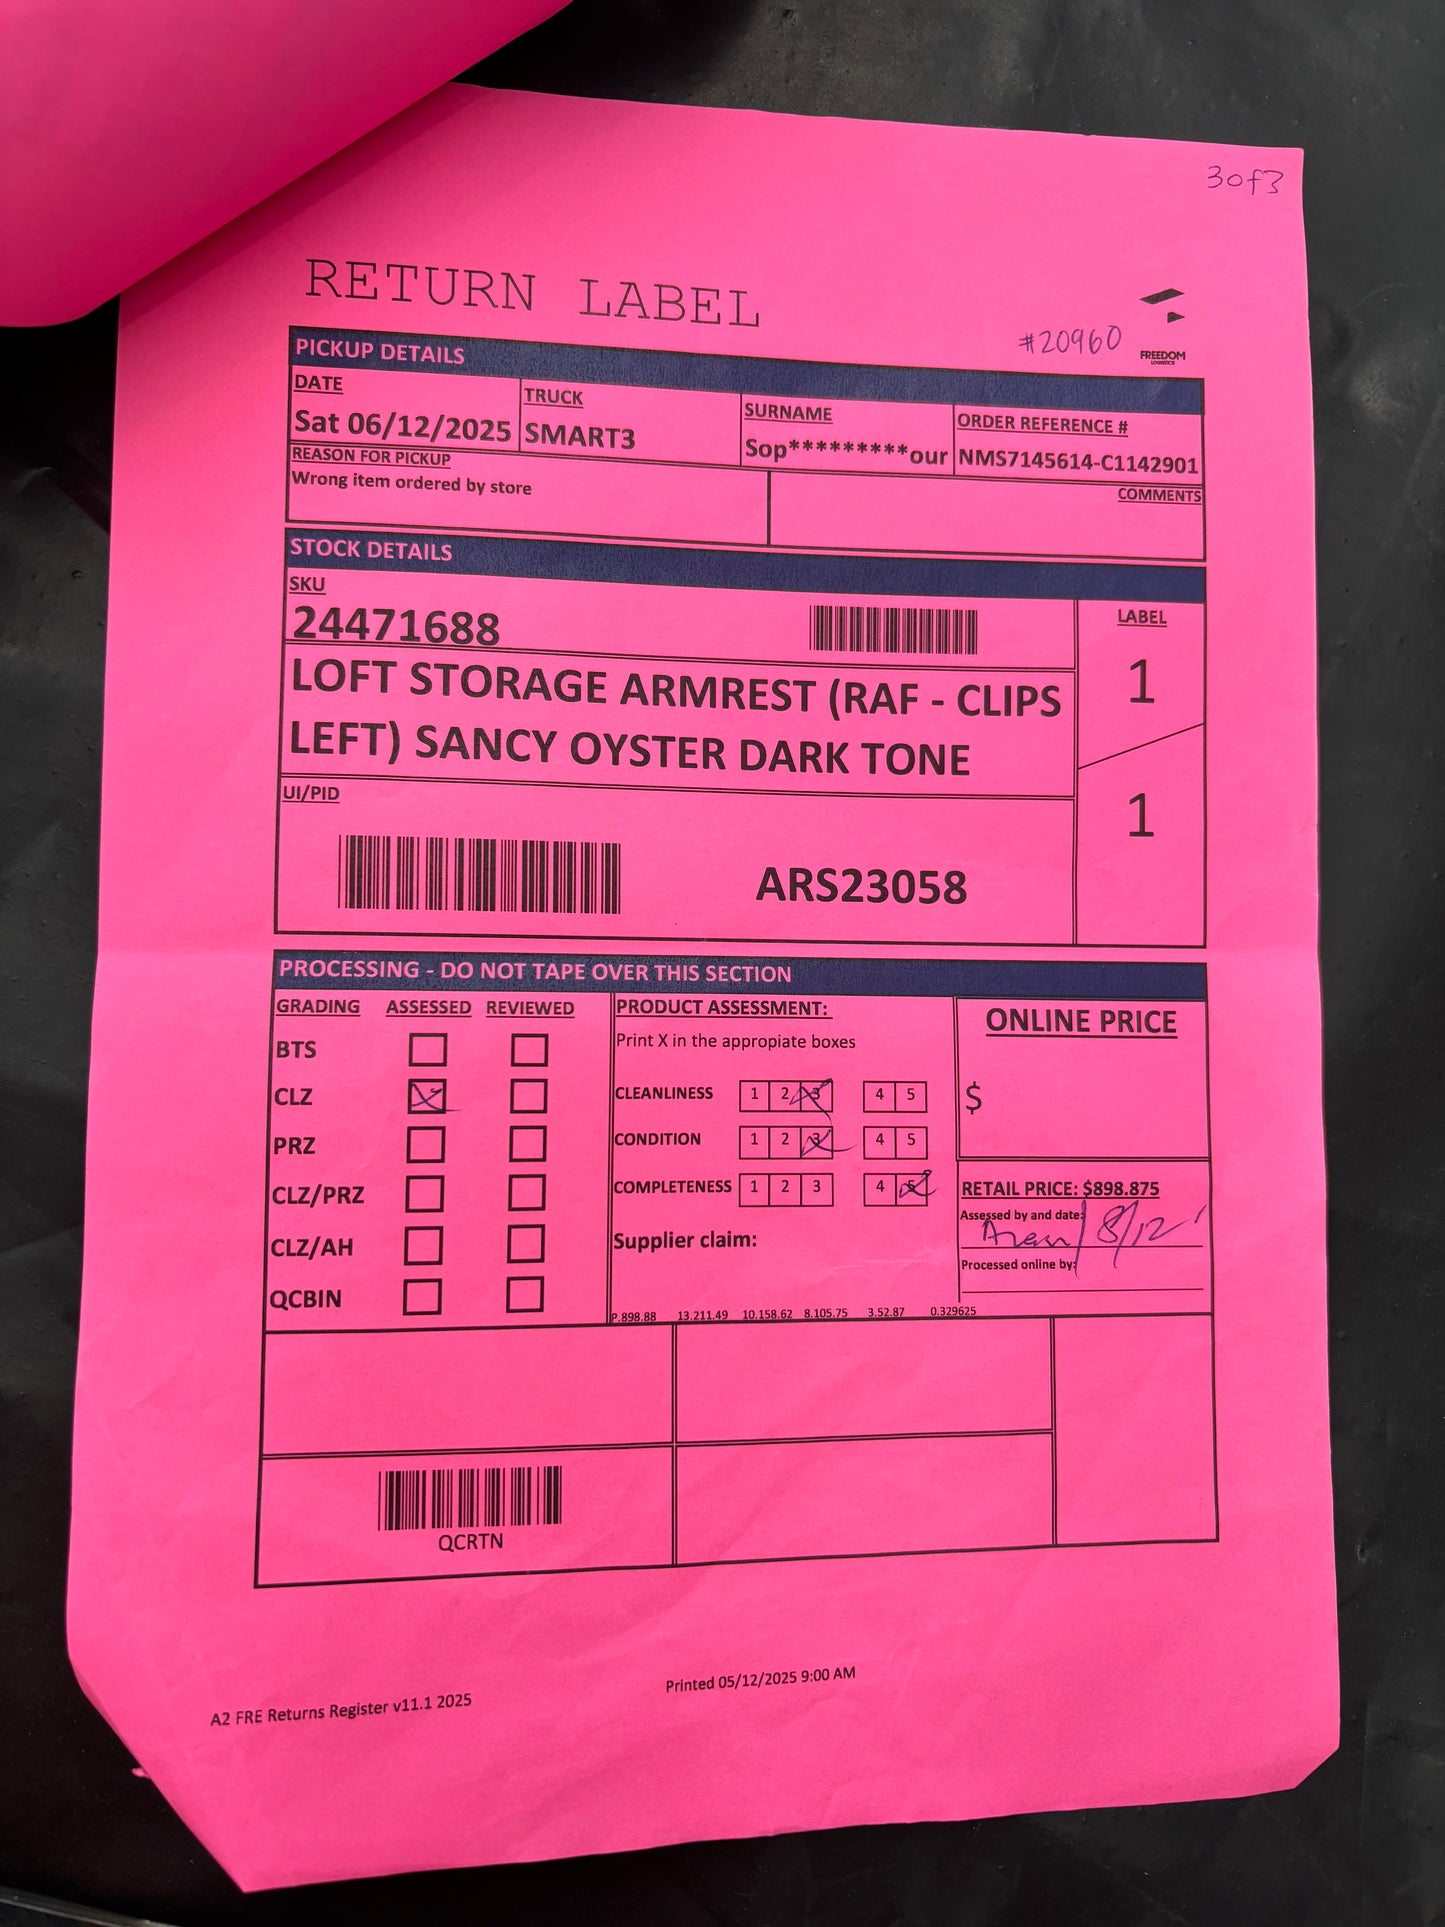 3of3
RETURN LABEL
#20960
FREEDOM
LOGISTICS
PICKUP DETAILS
DATE TRUCK SURNAME ORDER REFERENCE #
Sat 06/12/2025 SMART3 Sop*********our NMS7145614-C1142901
REASON FOR PICKUP COMMENTS
Wrong item ordered by store
STOCK DETAILS
SKU LABEL
24471688
LOFT STORAGE ARMREST (RAF - CLIPS
LEFT) SANCY OYSTER DARK TONE
1
1
UI/PID
ARS23058
PROCESSING - DO NOT TAPE OVER THIS SECTION
GRADING ASSESSED REVIEWED
BTS
CLZ X
PRZ
CLZ/PRZ
CLZ/AH
QCBIN
PRODUCT ASSESSMENT:
Print X in the appropiate boxes
CLEANLINESS 1 2 3 4 5
CONDITION 1 2 3 4 5
COMPLETENESS 1 2 3 4 5
Supplier claim:
P.898.88 13.211.49 10.158.62 8.105.75 3.52.87 0.329625
ONLINE PRICE
$
RETAIL PRICE: $898.875
Assessed by and date:
8/12
Processed online by:
QCRTN
A2 FRE Returns Register v11.1 2025
Printed 05/12/2025 9:00 AM